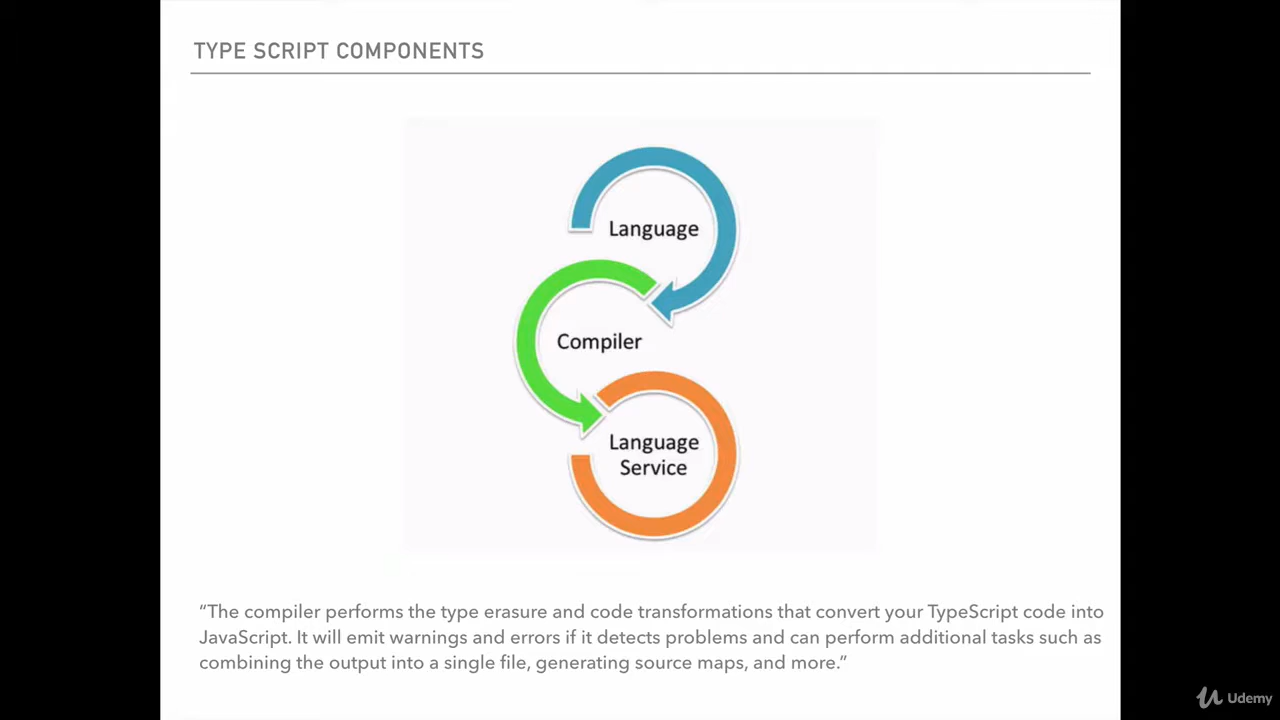 TYPE SCRIPT COMPONENTS
Language
Compiler
Language
Service
“The compiler performs the type erasure and code transformations that convert your TypeScript code into
JavaScript. It will emit warnings and errors if it detects problems and can perform additional tasks such as
combining the output into a single file, generating source maps, and more.”
Udemy